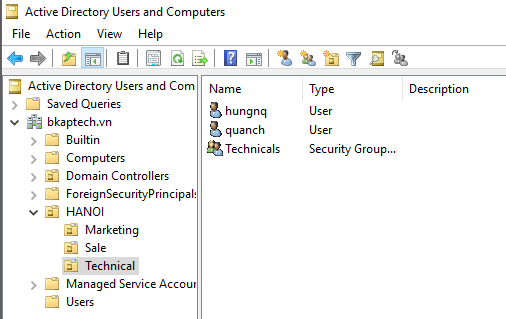 Active Directory Users and Computers
File Action View Help
Active Directory Users and Com
Saved Queries
bkaptech.vn
Builtin
Computers
Domain Controllers
ForeignSecurityPrincipals
HANOI
Marketing
Sale
Technical
Managed Service Accour
Users
Name Type Description
hungnq User
quanch User
Technicals Security Group...